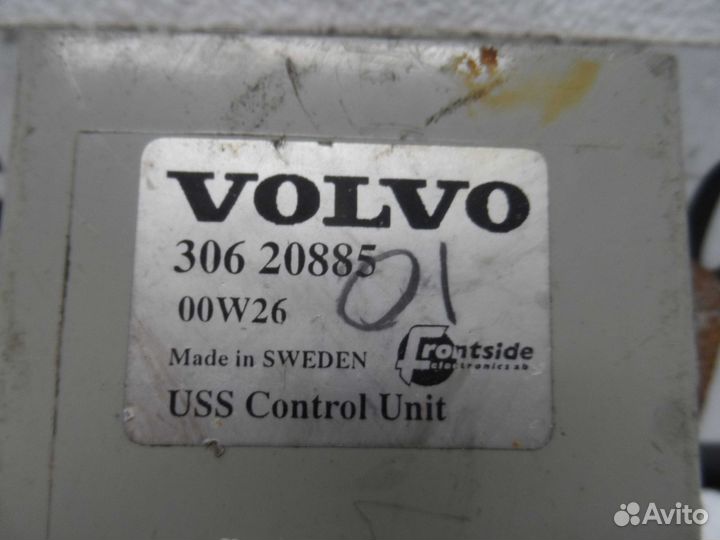 VOLVO
306 20885
01
00W26
Made in SWEDEN
frontside
electronics ab
USS Control Unit
Avito